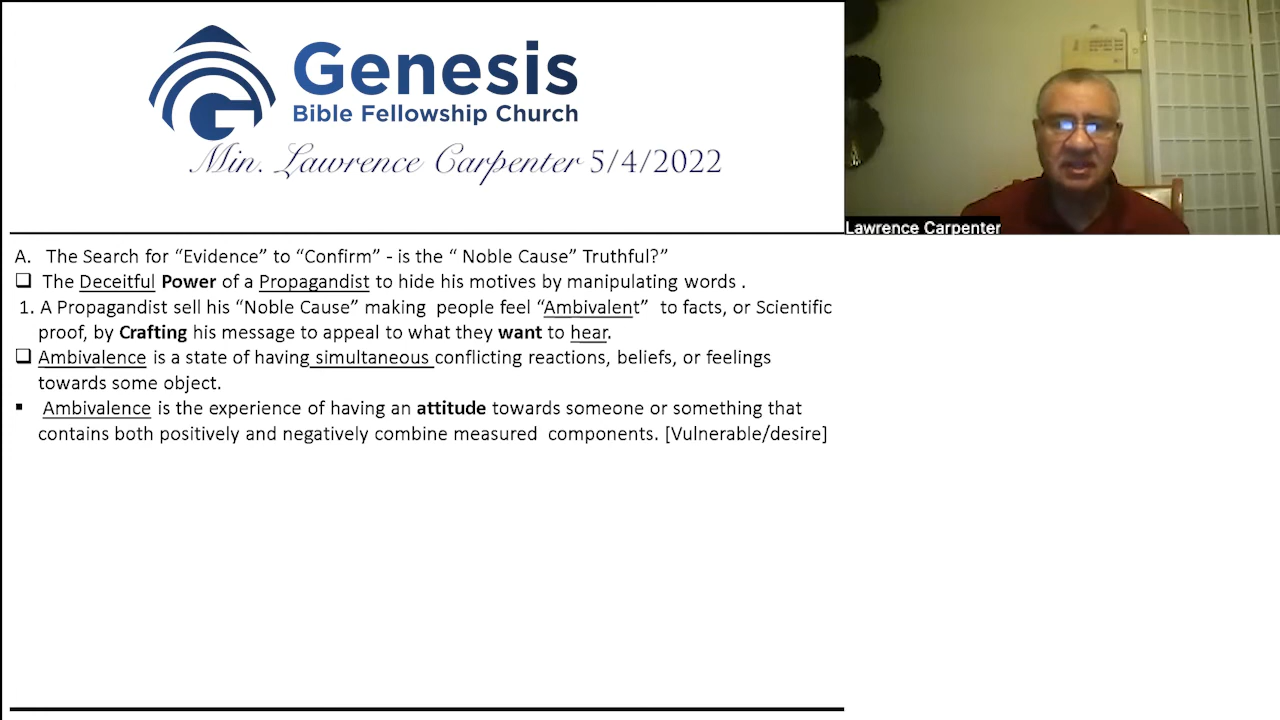 Genesis
Bible Fellowship Church
Min. Lawrence Carpenter 5/4/2022
Lawrence Carpenter
A. The Search for “Evidence” to “Confirm” - is the “ Noble Cause” Truthful?”
❑ The Deceitful Power of a Propagandist to hide his motives by manipulating words .
1. A Propagandist sell his “Noble Cause” making people feel “Ambivalent” to facts, or Scientific
proof, by Crafting his message to appeal to what they want to hear.
❑ Ambivalence is a state of having simultaneous conflicting reactions, beliefs, or feelings
towards some object.
▪ Ambivalence is the experience of having an attitude towards someone or something that
contains both positively and negatively combine measured components. [Vulnerable/desire]